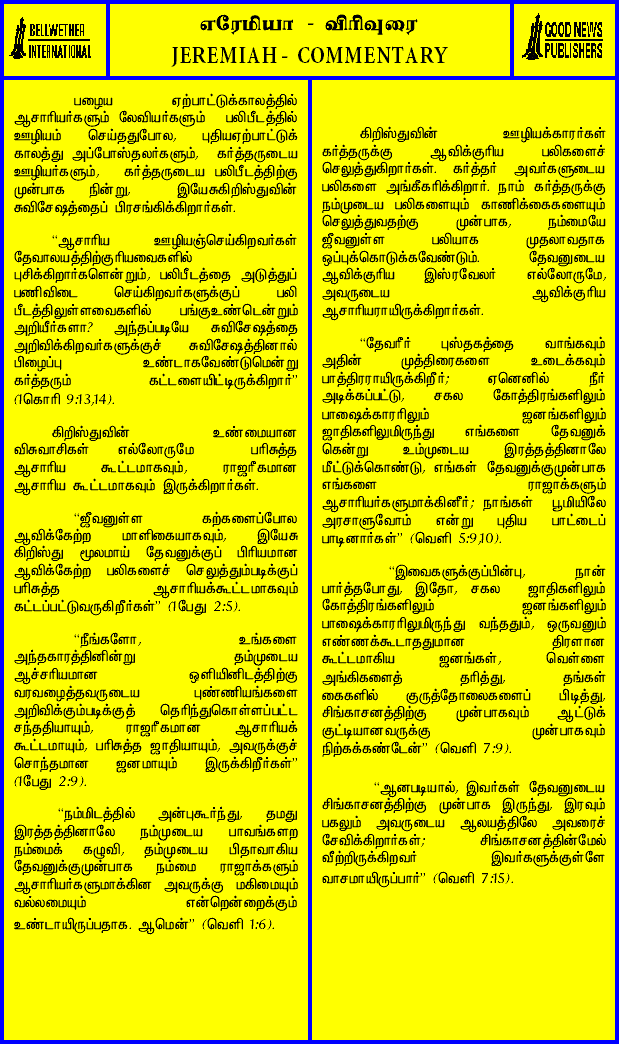 BELLWETHER
INTERNATIONAL
எரேமியா - விரிவுரை
JEREMIAH - COMMENTARY
GOOD NEWS
PUBLISHERS
பழைய ஏற்பாட்டுக்காலத்தில்
ஆசாரியர்களும் லேவியர்களும் பலிபீடத்தில்
ஊழியம் செய்ததுபோல, புதியஏற்பாட்டுக்
காலத்து அப்போஸ்தலர்களும், கர்த்தருடைய
ஊழியர்களும், கர்த்தருடைய பலிபீடத்திற்கு
முன்பாக நின்று, இயேசுகிறிஸ்துவின்
சுவிசேஷத்தைப் பிரசங்கிக்கிறார்கள்.
“ஆசாரிய ஊழியஞ்செய்கிறவர்கள்
தேவாலயத்திற்குரியவைகளில்
புசிக்கிறார்களென்றும், பலிபீடத்தை அடுத்துப்
பணிவிடை செய்கிறவர்களுக்குப் பலி
பீடத்திலுள்ளவைகளில் பங்குஉண்டென்றும்
அறியீர்களா? அந்தப்படியே சுவிசேஷத்தை
அறிவிக்கிறவர்களுக்குச் சுவிசேஷத்தினால்
பிழைப்பு உண்டாகவேண்டுமென்று
கர்த்தரும் கட்டளையிட்டிருக்கிறார்”
(1கொரி 9:13,14).
கிறிஸ்துவின் உண்மையான
விசுவாசிகள் எல்லோருமே பரிசுத்த
ஆசாரிய கூட்டமாகவும், ராஜரீகமான
ஆசாரிய கூட்டமாகவும் இருக்கிறார்கள்.
“ஜீவனுள்ள கற்களைப்போல
ஆவிக்கேற்ற மாளிகையாகவும், இயேசு
கிறிஸ்து மூலமாய் தேவனுக்குப் பிரியமான
ஆவிக்கேற்ற பலிகளைச் செலுத்தும்படிக்குப்
பரிசுத்த ஆசாரியக்கூட்டமாகவும்
கட்டப்பட்டுவருகிறீர்கள்” (1பேது 2:5).
“நீங்களோ, உங்களை
அந்தகாரத்தினின்று தம்முடைய
ஆச்சரியமான ஒளியினிடத்திற்கு
வரவழைத்தவருடைய புண்ணியங்களை
அறிவிக்கும்படிக்குத் தெரிந்துகொள்ளப்பட்ட
சந்ததியாயும், ராஜரீகமான ஆசாரியக்
கூட்டமாயும், பரிசுத்த ஜாதியாயும், அவருக்குச்
சொந்தமான ஜனமாயும் இருக்கிறீர்கள்”
(1பேது 2:9).
“நம்மிடத்தில் அன்புகூர்ந்து, தமது
இரத்தத்தினாலே நம்முடைய பாவங்களற
நம்மைக் கழுவி, தம்முடைய பிதாவாகிய
தேவனுக்குமுன்பாக நம்மை ராஜாக்களும்
ஆசாரியர்களுமாக்கின அவருக்கு மகிமையும்
வல்லமையும் என்றென்றைக்கும்
உண்டாயிருப்பதாக. ஆமென்” (வெளி 1:6).
கிறிஸ்துவின் ஊழியக்காரர்கள்
கர்த்தருக்கு ஆவிக்குரிய பலிகளைச்
செலுத்துகிறார்கள். கர்த்தர் அவர்களுடைய
பலிகளை அங்கீகரிக்கிறார். நாம் கர்த்தருக்கு
நம்முடைய பலிகளையும் காணிக்கைகளையும்
செலுத்துவதற்கு முன்பாக, நம்மையே
ஜீவனுள்ள பலியாக முதலாவதாக
ஒப்புக்கொடுக்கவேண்டும். தேவனுடைய
ஆவிக்குரிய இஸ்ரவேலர் எல்லோருமே,
அவருடைய ஆவிக்குரிய
ஆசாரியராயிருக்கிறார்கள்.
“தேவரீர் புஸ்தகத்தை வாங்கவும்
அதின் முத்திரைகளை உடைக்கவும்
பாத்திரராயிருக்கிறீர்; ஏனெனில் நீர்
அடிக்கப்பட்டு, சகல கோத்திரங்களிலும்
பாஷைக்காரரிலும் ஜனங்களிலும்
ஜாதிகளிலுமிருந்து எங்களை தேவனுக்
கென்று உம்முடைய இரத்தத்தினாலே
மீட்டுக்கொண்டு, எங்கள் தேவனுக்குமுன்பாக
எங்களை ராஜாக்களும்
ஆசாரியர்களுமாக்கினீர்; நாங்கள் பூமியிலே
அரசாளுவோம் என்று புதிய பாட்டைப்
பாடினார்கள்” (வெளி 5:9,10).
“இவைகளுக்குப்பின்பு, நான்
பார்த்தபோது, இதோ, சகல ஜாதிகளிலும்
கோத்திரங்களிலும் ஜனங்களிலும்
பாஷைக்காரரிலுமிருந்து வந்ததும், ஒருவனும்
எண்ணக்கூடாததுமான திரளான
கூட்டமாகிய ஜனங்கள், வெள்ளை
அங்கிகளைத் தரித்து, தங்கள்
கைகளில் குருத்தோலைகளைப் பிடித்து,
சிங்காசனத்திற்கு முன்பாகவும் ஆட்டுக்
குட்டியானவருக்கு முன்பாகவும்
நிற்கக்கண்டேன்” (வெளி 7:9).
“ஆனபடியால், இவர்கள் தேவனுடைய
சிங்காசனத்திற்கு முன்பாக இருந்து, இரவும்
பகலும் அவருடைய ஆலயத்திலே அவரைச்
சேவிக்கிறார்கள்; சிங்காசனத்தின்மேல்
வீற்றிருக்கிறவர் இவர்களுக்குள்ளே
வாசமாயிருப்பார்” (வெளி 7:15).